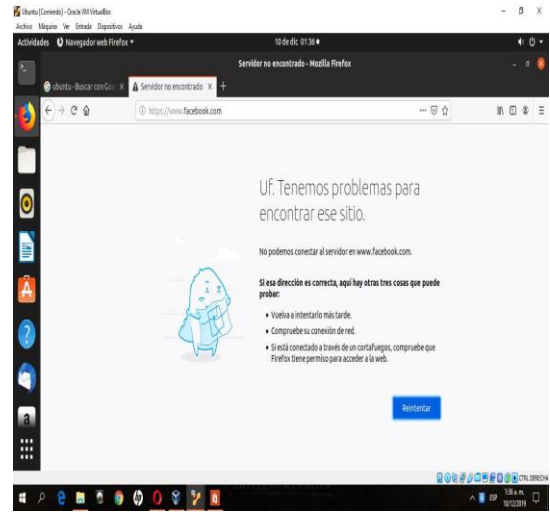 Ubuntu [Corriendo] - Oracle VM VirtualBox
Archivo Máquina Ver Entrada Dispositivos Ayuda
Actividades Navegador web Firefox 10 de dic 01:36
Servidor no encontrado - Mozilla Firefox
ubuntu - Buscar con Goo Servidor no encontrado
https://www.facebook.com
Uf. Tenemos problemas para
encontrar ese sitio.
No podemos conectar al servidor en www.facebook.com.
Si esa dirección es correcta, aquí hay otras tres cosas que puede
probar:
• Vuelva a intentarlo más tarde.
• Compruebe su conexión de red.
• Si está conectado a través de un cortafuegos, compruebe que
Firefox tiene permiso para acceder a la web.
Reintentar
CTRL DERECHA
ESP 1:36 a. m.
10/12/2019